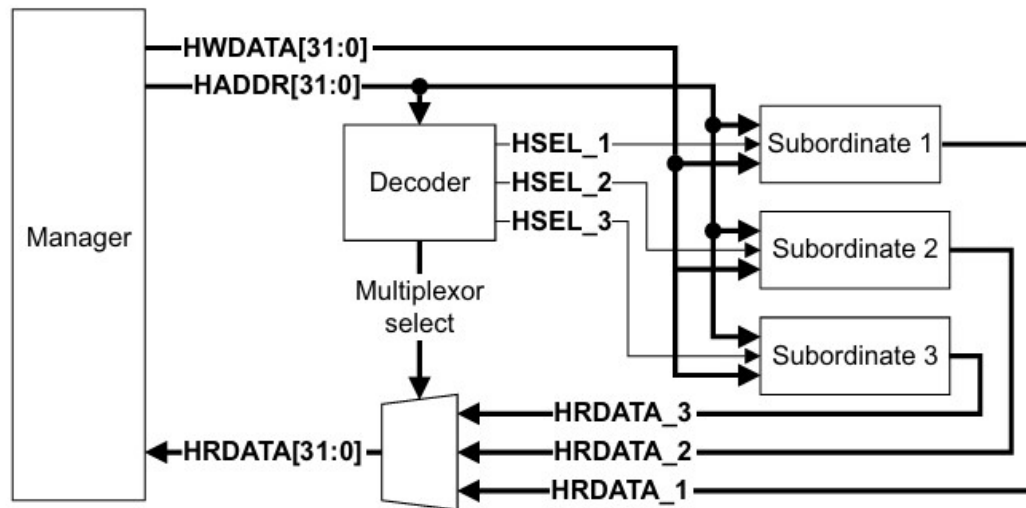 HWDATA[31:0]
HADDR[31:0]
HSEL_1
Subordinate 1
Decoder
HSEL_2
HSEL_3
Manager
Subordinate 2
Multiplexor
select
Subordinate 3
HRDATA_3
HRDATA[31:0]
HRDATA_2
HRDATA_1